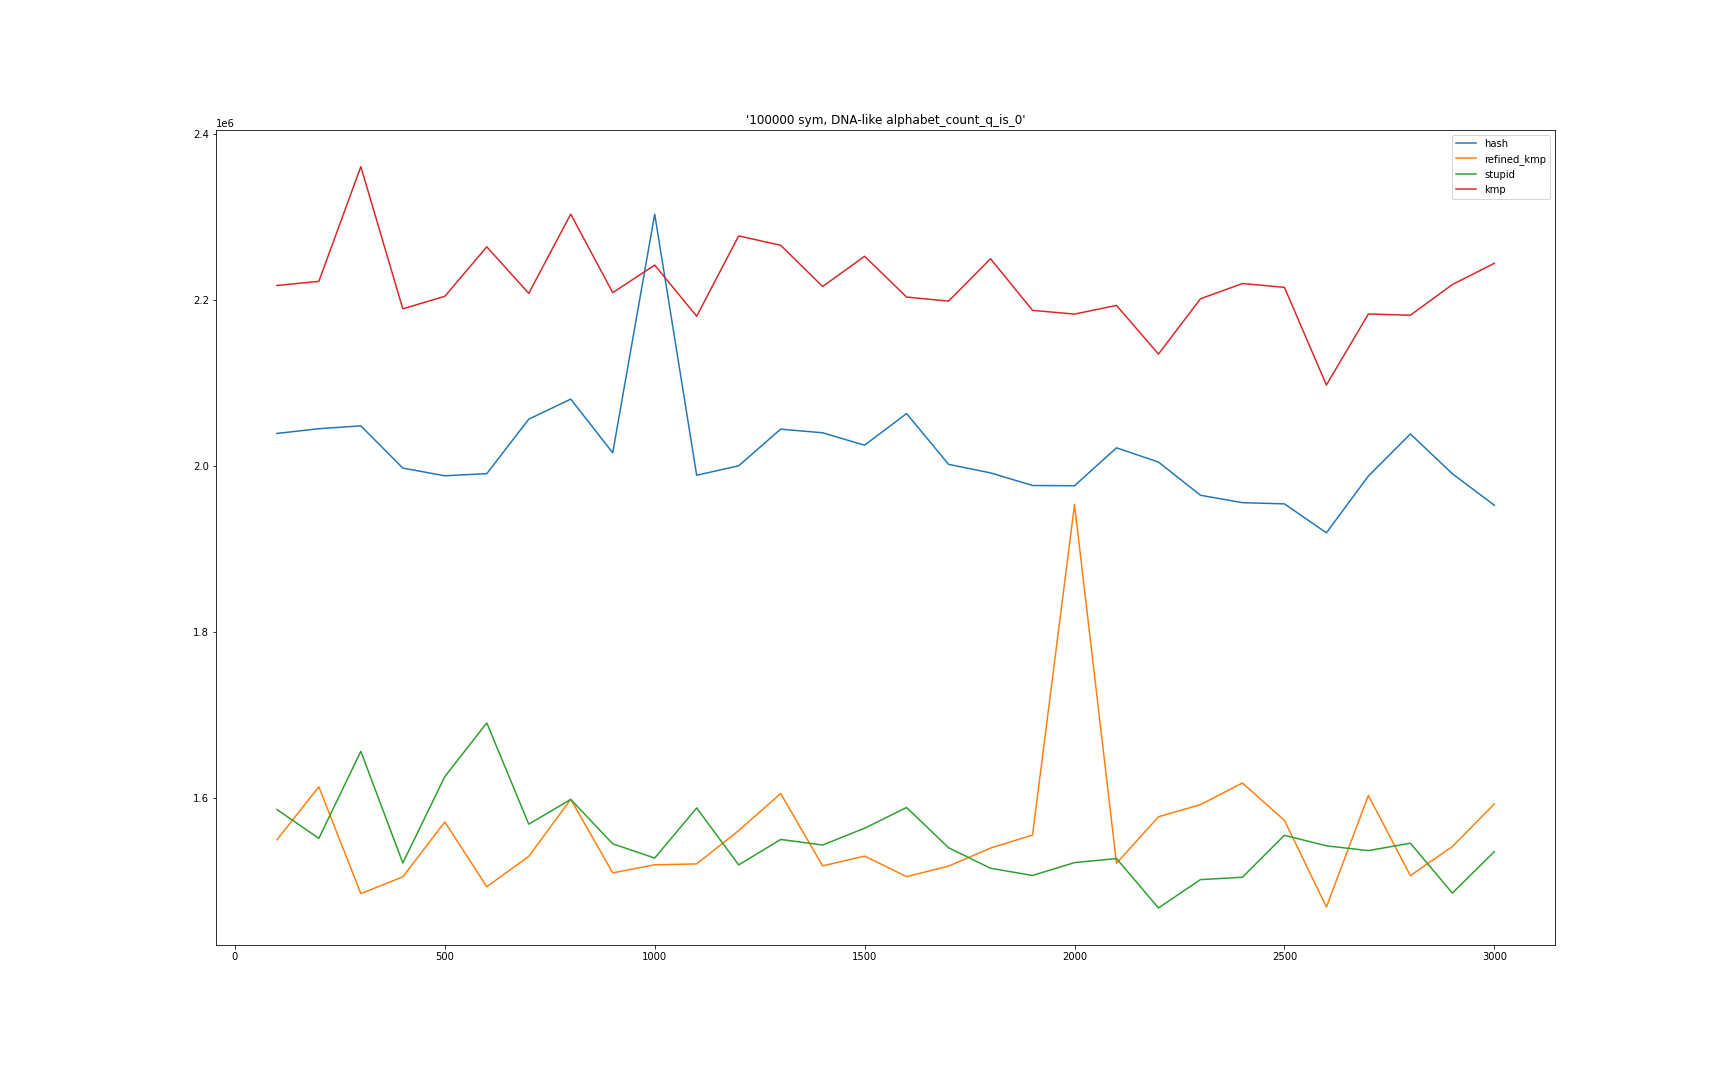 '100000 sym, DNA-like alphabet_count_q_is_0'
1e6
2.4
2.2
2.0
1.8
1.6
hash
refined_kmp
stupid
kmp
0 500 1000 1500 2000 2500 3000